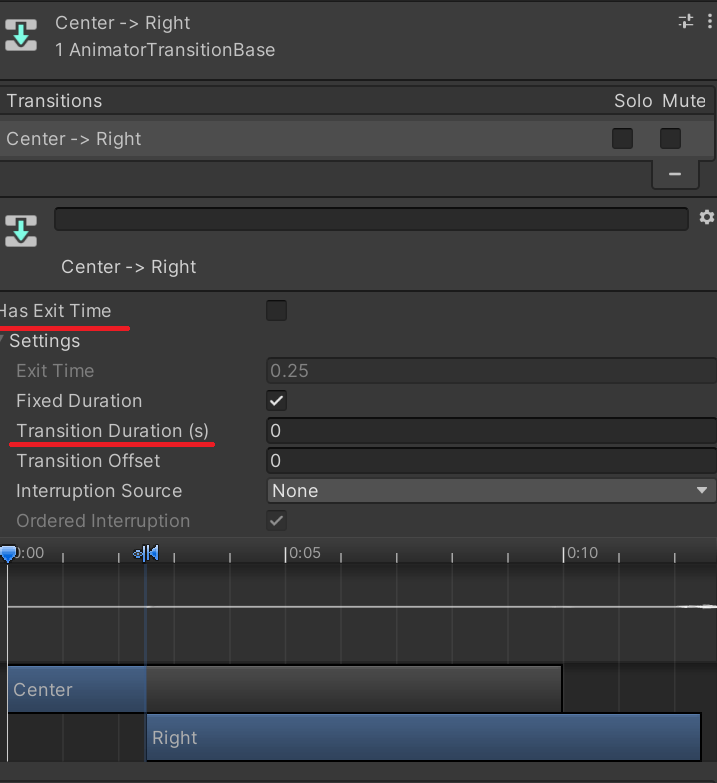 Center -> Right
1 AnimatorTransitionBase
Transitions Solo Mute
Center -> Right
Center -> Right
Has Exit Time
Settings
Exit Time 0.25
Fixed Duration
Transition Duration (s) 0
Transition Offset 0
Interruption Source None
Ordered Interruption
0:00 0:05 0:10
Center
Right